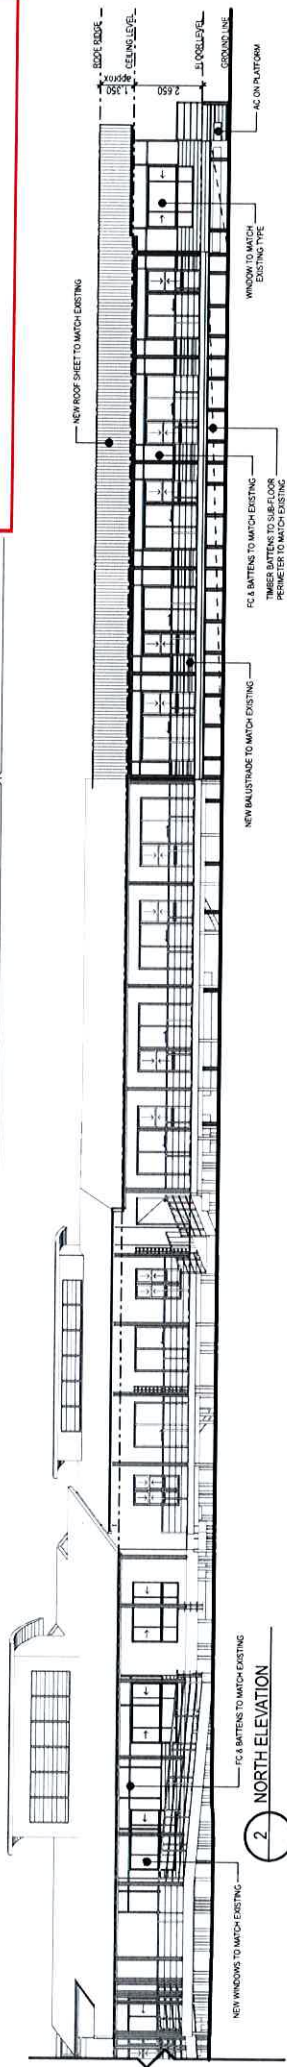 ROOF RIDGE
CEILING LEVEL
FLOOR LEVEL
GROUND LINE
1.350
approx
2.650
AC ON PLATFORM
NEW ROOF SHEET TO MATCH EXISTING
WINDOW TO MATCH
EXISTING TYPE
FC & BATTENS TO MATCH EXISTING
TIMBER BATTENS TO SUB-FLOOR
PERIMETER TO MATCH EXISTING
NEW BALUSTRADE TO MATCH EXISTING
FC & BATTENS TO MATCH EXISTING
NEW WINDOWS TO MATCH EXISTING
2
NORTH ELEVATION